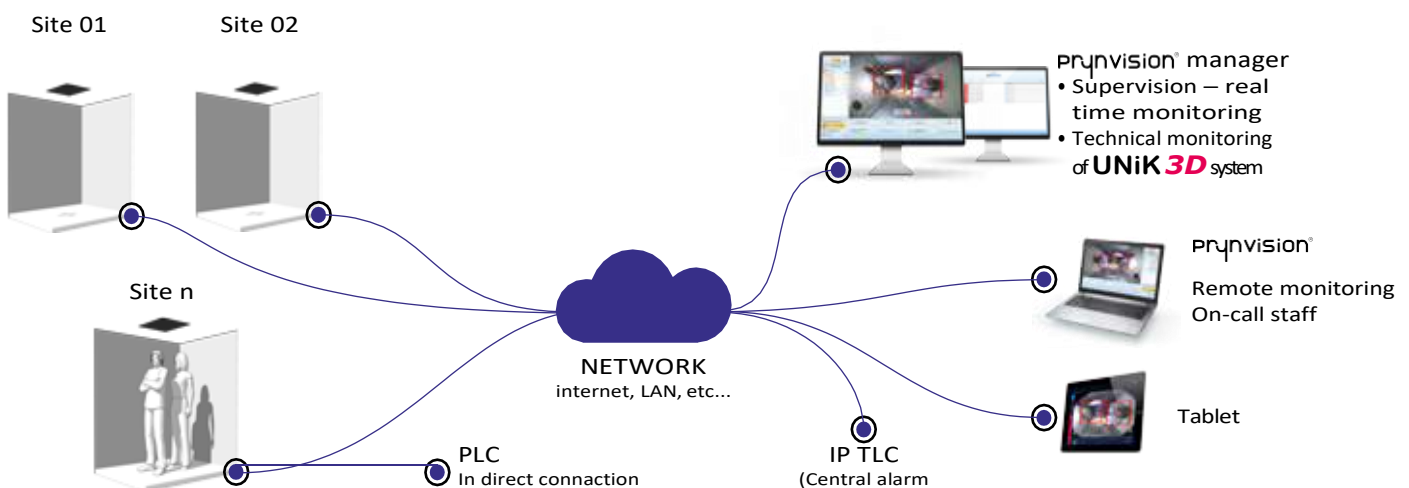 Site 01
Site 02
Site n
PLC
In direct connection
NETWORK
internet, LAN, etc...
IP TLC
(Central alarm
prynvision® manager
• Supervision – real
time monitoring
• Technical monitoring
of UNiK 3D system
prynvision®
Remote monitoring
On-call staff
Tablet